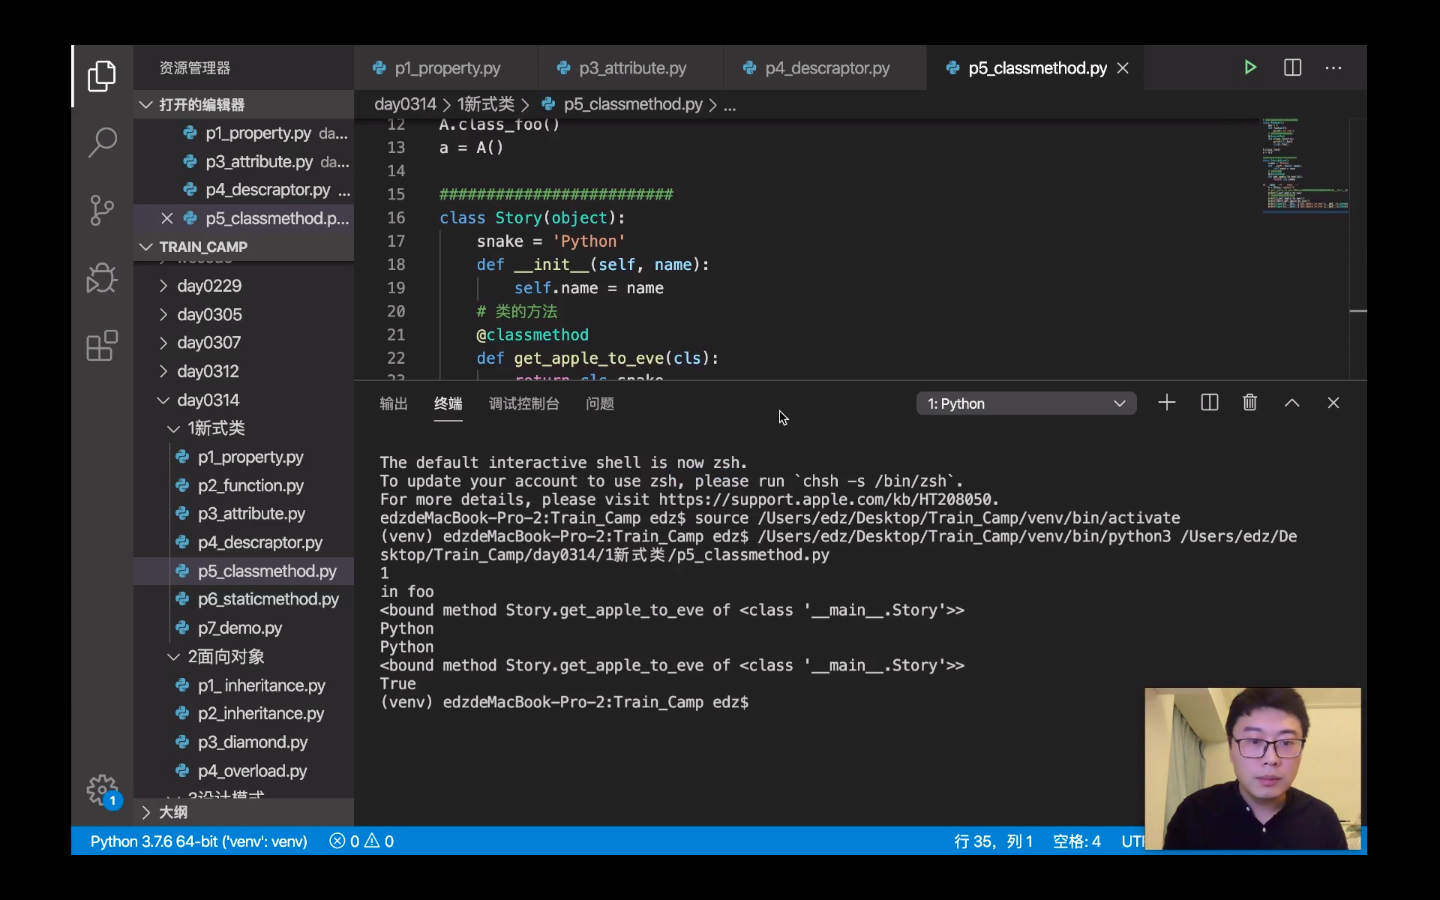 资源管理器
p1_property.py
p3_attribute.py
p4_descraptor.py
p5_classmethod.py
打开的编辑器
p1_property.py da...
p3_attribute.py da...
p4_descraptor.py ...
p5_classmethod.p...
TRAIN_CAMP
day0229
day0305
day0307
day0312
day0314
1新式类
p1_property.py
p2_function.py
p3_attribute.py
p4_descraptor.py
p5_classmethod.py
p6_staticmethod.py
p7_demo.py
2面向对象
p1_ inheritance.py
p2_inheritance.py
p3_diamond.py
p4_overload.py
3设计模式
大纲
day0314 > 1新式类 > p5_classmethod.py > ...
12 A.class_foo()
13 a = A()
14
15 #########################
16 class Story(object):
17 snake = 'Python'
18 def __init__(self, name):
19 self.name = name
20 # 类的方法
21 @classmethod
22 def get_apple_to_eve(cls):
23 return cls.snake
输出 终端 调试控制台 问题
1: Python
The default interactive shell is now zsh.
To update your account to use zsh, please run `chsh -s /bin/zsh`.
For more details, please visit https://support.apple.com/kb/HT208050.
edzdeMacBook-Pro-2:Train_Camp edz$ source /Users/edz/Desktop/Train_Camp/venv/bin/activate
(venv) edzdeMacBook-Pro-2:Train_Camp edz$ /Users/edz/Desktop/Train_Camp/venv/bin/python3 /Users/edz/De
sktop/Train_Camp/day0314/1新式类/p5_classmethod.py
1
in foo
<bound method Story.get_apple_to_eve of <class '__main__.Story'>>
Python
Python
<bound method Story.get_apple_to_eve of <class '__main__.Story'>>
True
(venv) edzdeMacBook-Pro-2:Train_Camp edz$
1
Python 3.7.6 64-bit ('venv': venv) 0 0
行 35，列 1 空格: 4